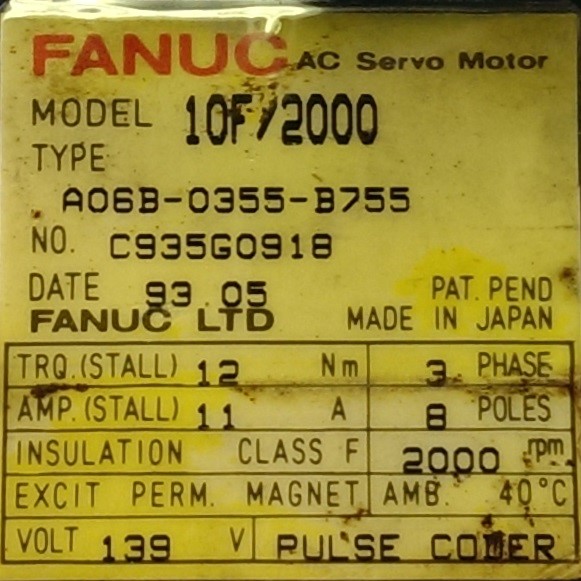 FANUC AC Servo Motor
MODEL 10F/2000
TYPE
A06B-0355-B755
NO. C935G0918
DATE 93.05 PAT. PEND
FANUC LTD MADE IN JAPAN
TRQ.(STALL) 12 Nm 3 PHASE
AMP.(STALL) 11 A 8 POLES
INSULATION CLASS F 2000 rpm
EXCIT PERM. MAGNET AMB. 40°C
VOLT 139 V PULSE CODER